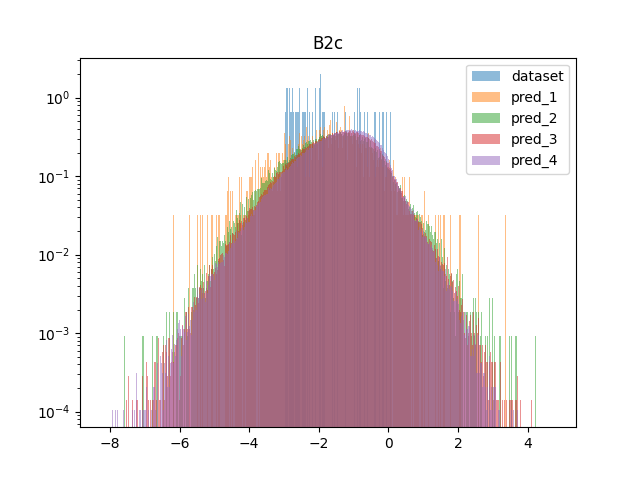 B2c
dataset
pred_1
pred_2
pred_3
pred_4
10⁰
10⁻¹
10⁻²
10⁻³
10⁻⁴
−8 −6 −4 −2 0 2 4